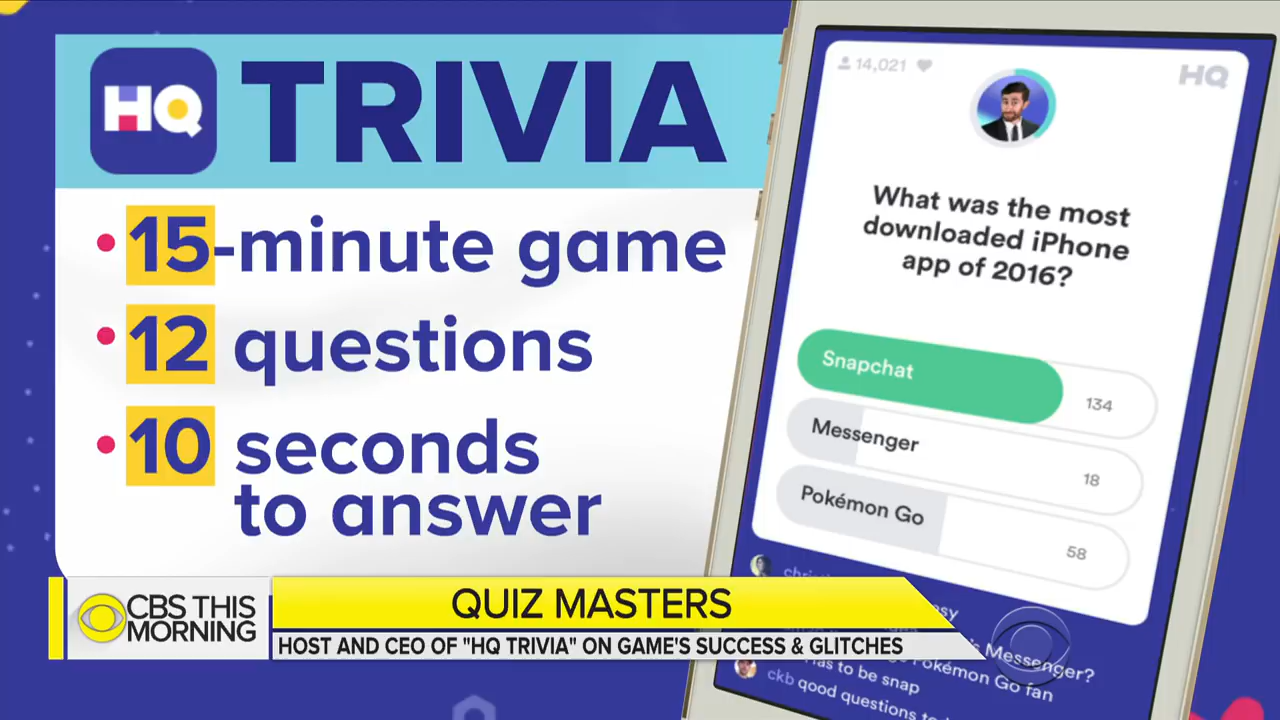 HQ TRIVIA
• 15-minute game
• 12 questions
• 10 seconds
to answer
14,021
HQ
What was the most
downloaded iPhone
app of 2016?
Snapchat
134
Messenger
18
Pokémon Go
58
Messenger?
Pokémon Go fan
has to be snap
ckb qood questions
CBS THIS
MORNING
QUIZ MASTERS
HOST AND CEO OF "HQ TRIVIA" ON GAME'S SUCCESS & GLITCHES